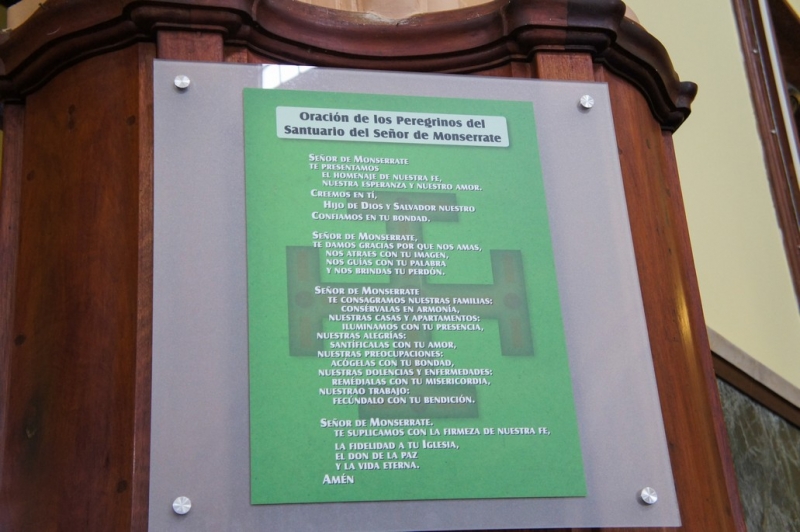 Oración de los Peregrinos del
Santuario del Señor de Monserrate
Señor de Monserrate
te presentamos
el homenaje de nuestra fe,
nuestra esperanza y nuestro amor.
Creemos en tí,
Hijo de Dios y Salvador nuestro
Confiamos en tu bondad.
Señor de Monserrate,
te damos gracias por que nos amas,
nos atraes con tu imagen,
nos guías con tu palabra
y nos brindas tu perdón.
Señor de Monserrate
te consagramos nuestras familias:
consérvalas en armonía,
nuestras casas y apartamentos:
iluminamos con tu presencia,
nuestras alegrías:
santifícalas con tu amor,
nuestras preocupaciones:
acógelas con tu bondad,
nuestras dolencias y enfermedades:
remédialas con tu misericordia,
nuestrao trabajo:
fecúndalo con tu bendición.
Señor de Monserrate.
te suplicamos con la firmeza de nuestra fe,
la fidelidad a tu Iglesia,
el don de la paz
y la vida eterna.
Amén